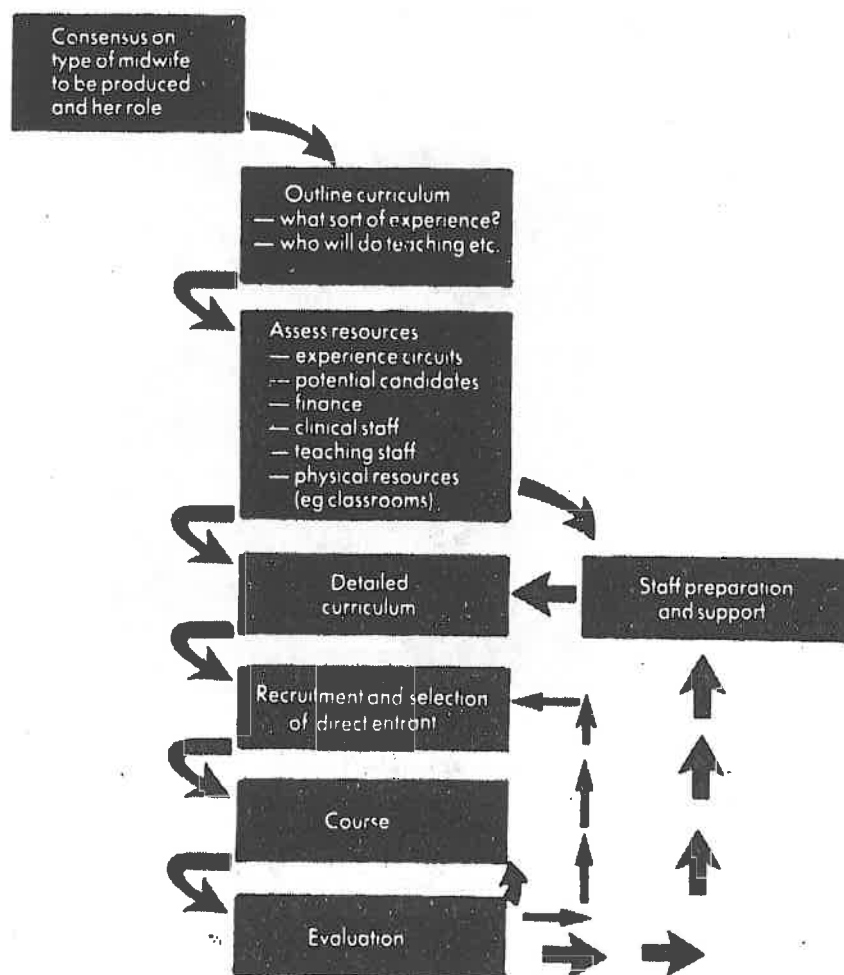 Consensus on
type of midwife
to be produced
and her role
Outline curriculum
— what sort of experience?
— who will do teaching etc.
Assess resources
— experience circuits
— potential candidates
— finance
— clinical staff
— teaching staff
— physical resources
(eg classrooms)
Detailed
curriculum
Staff preparation
and support
Recruitment and selection
of direct entrant
Course
Evaluation